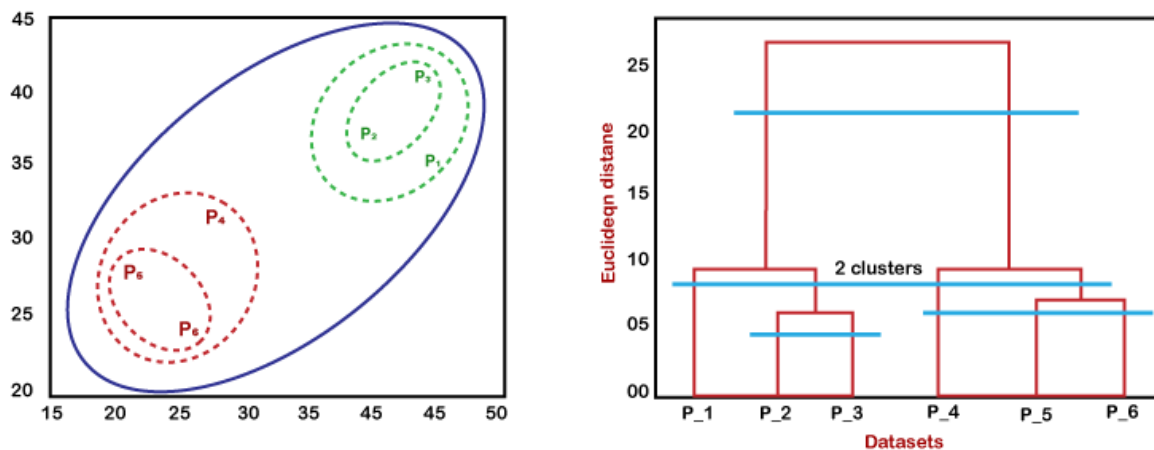 45
40
35
30
25
20
15 20 25 30 35 45 45 50
P₃
P₂
P₁
P₄
P₆
P₆
Euclideqn distane
25
20
15
10
05
00
2 clusters
P_1 P_2 P_3 P_4 P_5 P_6
Datasets